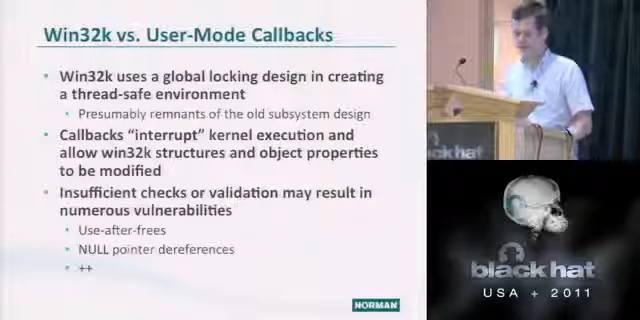 Win32k vs. User-Mode Callbacks
• Win32k uses a global locking design in creating
a thread-safe environment
• Presumably remnants of the old subsystem design
• Callbacks “interrupt” kernel execution and
allow win32k structures and object properties
to be modified
• Insufficient checks or validation may result in
numerous vulnerabilities
• Use-after-frees
• NULL pointer dereferences
• ++
NORMAN
black hat
black hat
USA + 2011